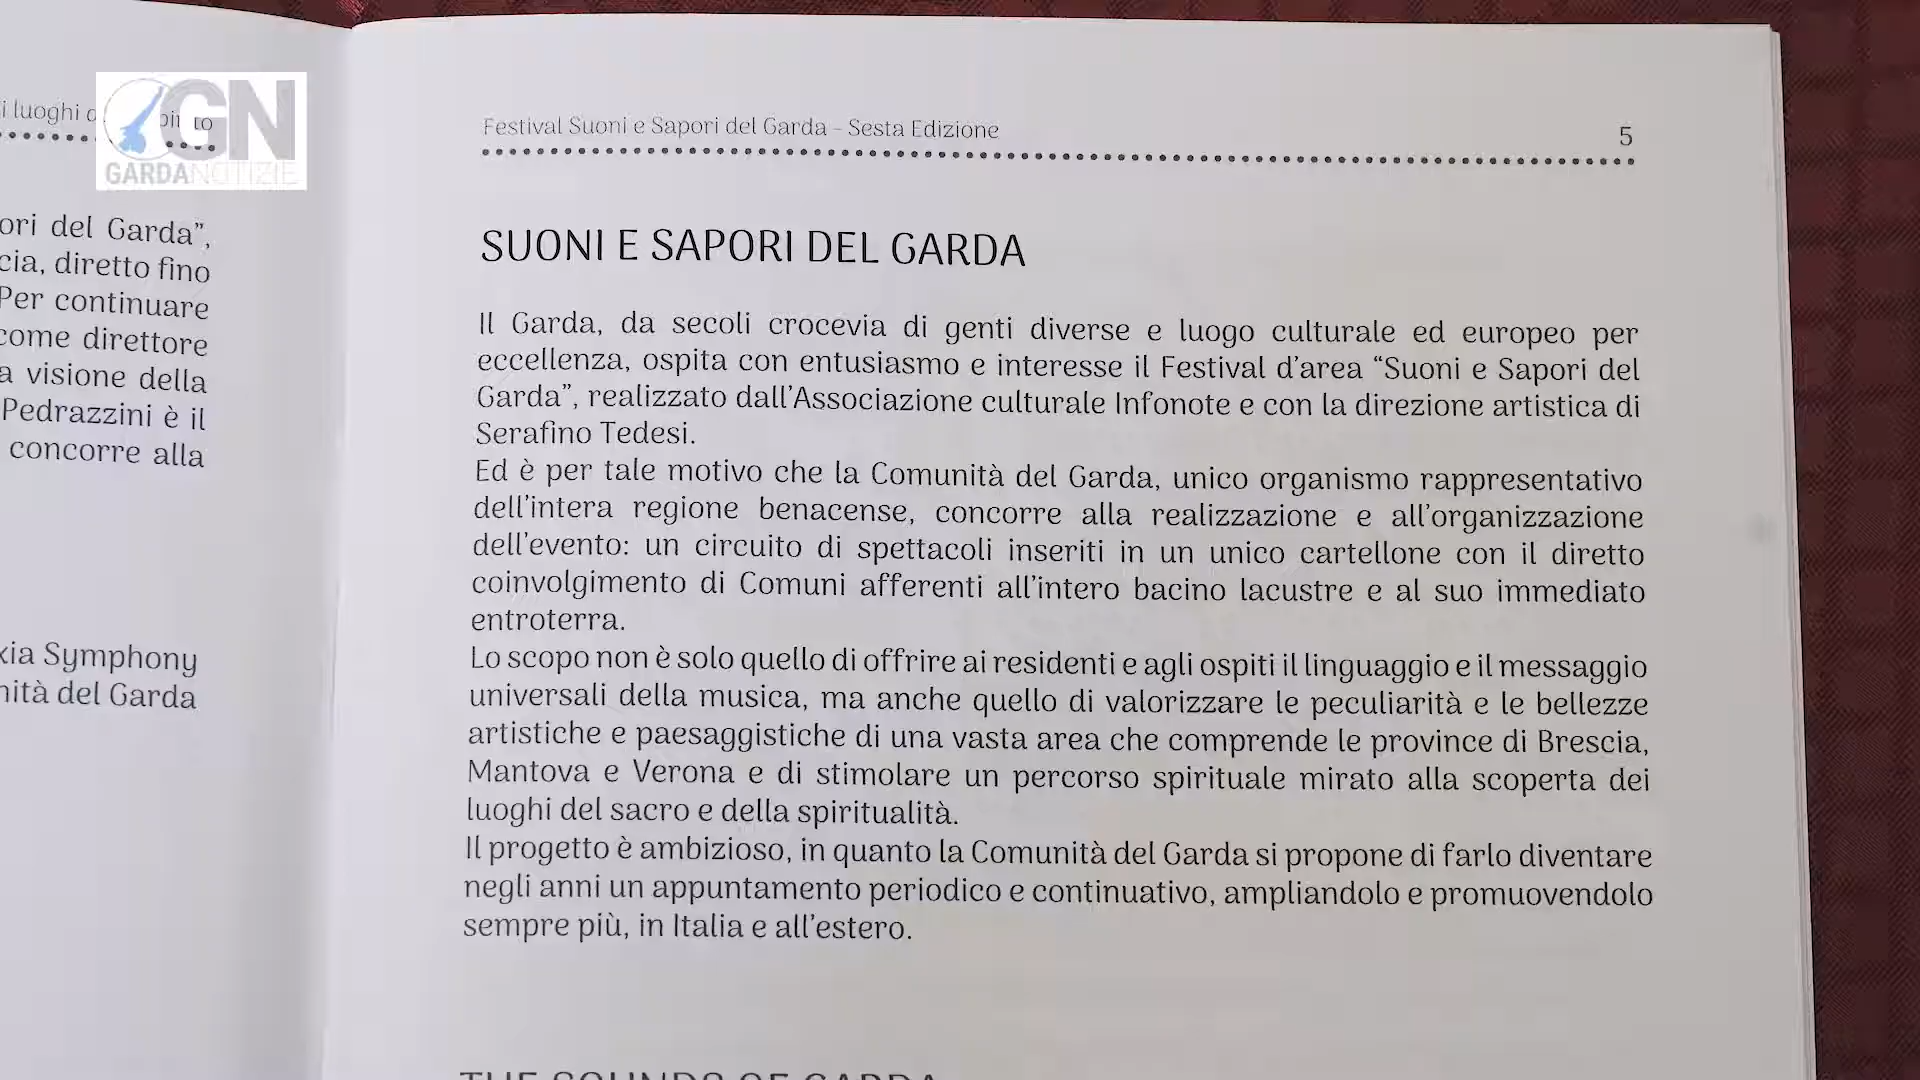 i luoghi
GN
GARDANOTIZIE
ori del Garda”,
cia, diretto fino
Per continuare
come direttore
a visione della
Pedrazzini è il
concorre alla
Symphony
nità del Garda
Festival Suoni e Sapori del Garda - Sesta Edizione
5
SUONI E SAPORI DEL GARDA
Il Garda, da secoli crocevia di genti diverse e luogo culturale ed europeo per
eccellenza, ospita con entusiasmo e interesse il Festival d’area “Suoni e Sapori del
Garda”, realizzato dall’Associazione culturale Infonote e con la direzione artistica di
Serafino Tedesi.
Ed è per tale motivo che la Comunità del Garda, unico organismo rappresentativo
dell’intera regione benacense, concorre alla realizzazione e all’organizzazione
dell’evento: un circuito di spettacoli inseriti in un unico cartellone con il diretto
coinvolgimento di Comuni afferenti all’intero bacino lacustre e al suo immediato
entroterra.
Lo scopo non è solo quello di offrire ai residenti e agli ospiti il linguaggio e il messaggio
universali della musica, ma anche quello di valorizzare le peculiarità e le bellezze
artistiche e paesaggistiche di una vasta area che comprende le province di Brescia,
Mantova e Verona e di stimolare un percorso spirituale mirato alla scoperta dei
luoghi del sacro e della spiritualità.
Il progetto è ambizioso, in quanto la Comunità del Garda si propone di farlo diventare
negli anni un appuntamento periodico e continuativo, ampliandolo e promuovendolo
sempre più, in Italia e all’estero.
THE SOUNDS OF GARDA